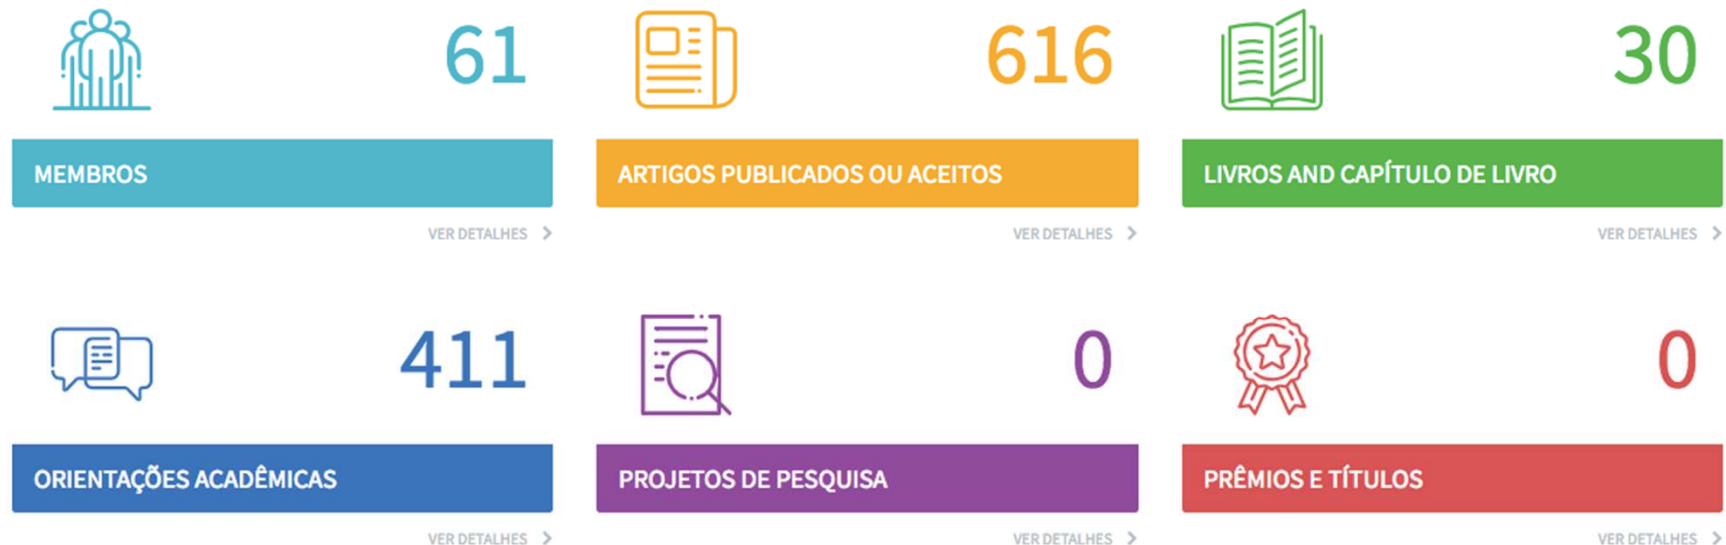 61
616
30
MEMBROS
ARTIGOS PUBLICADOS OU ACEITOS
LIVROS AND CAPÍTULO DE LIVRO
VER DETALHES
VER DETALHES
VER DETALHES
411
0
0
ORIENTAÇÕES ACADÊMICAS
PROJETOS DE PESQUISA
PRÊMIOS E TÍTULOS
VER DETALHES
VER DETALHES
VER DETALHES